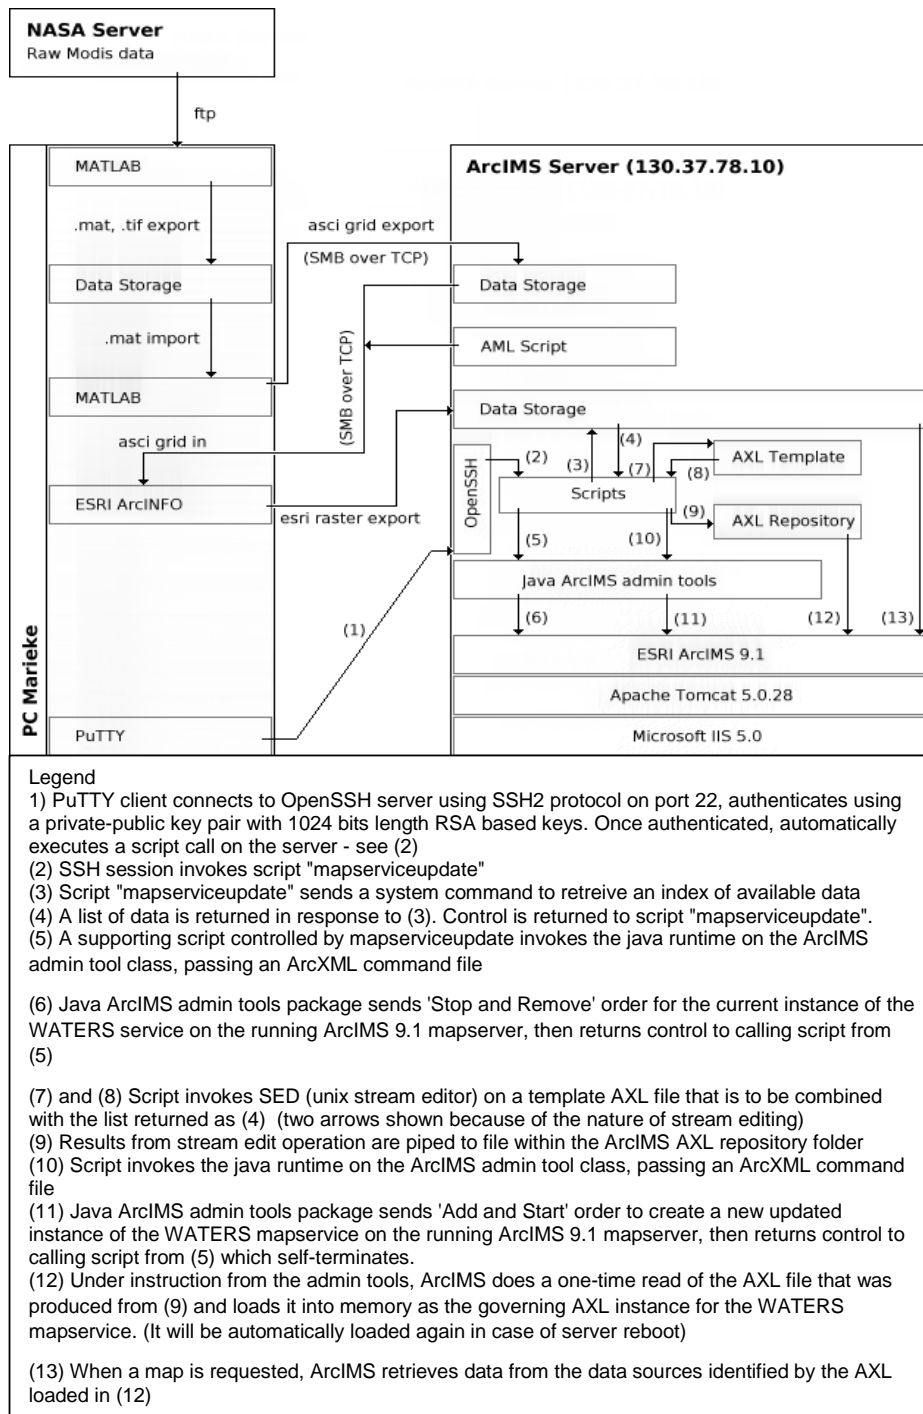 NASA Server
Raw Modis data
ftp
PC Marieke
MATLAB
.mat, .tif export
Data Storage
.mat import
MATLAB
asci grid in
ESRI ArcINFO
PuTTY
asci grid export
(SMB over TCP)
(SMB over TCP)
esri raster export
(1)
ArcIMS Server (130.37.78.10)
Data Storage
AML Script
Data Storage
OpenSSH
(2)
(3)
(4)
(7)
(8)
AXL Template
Scripts
(9)
AXL Repository
(5)
(10)
Java ArcIMS admin tools
(6)
(11)
(12)
(13)
ESRI ArcIMS 9.1
Apache Tomcat 5.0.28
Microsoft IIS 5.0
Legend
1) PuTTY client connects to OpenSSH server using SSH2 protocol on port 22, authenticates using
a private-public key pair with 1024 bits length RSA based keys. Once authenticated, automatically
executes a script call on the server - see (2)
(2) SSH session invokes script "mapserviceupdate"
(3) Script "mapserviceupdate" sends a system command to retreive an index of available data
(4) A list of data is returned in response to (3). Control is returned to script "mapserviceupdate".
(5) A supporting script controlled by mapserviceupdate invokes the java runtime on the ArcIMS
admin tool class, passing an ArcXML command file
(6) Java ArcIMS admin tools package sends 'Stop and Remove' order for the current instance of the
WATERS service on the running ArcIMS 9.1 mapserver, then returns control to calling script from
(5)
(7) and (8) Script invokes SED (unix stream editor) on a template AXL file that is to be combined
with the list returned as (4)  (two arrows shown because of the nature of stream editing)
(9) Results from stream edit operation are piped to file within the ArcIMS AXL repository folder
(10) Script invokes the java runtime on the ArcIMS admin tool class, passing an ArcXML command
file
(11) Java ArcIMS admin tools package sends 'Add and Start' order to create a new updated
instance of the WATERS mapservice on the running ArcIMS 9.1 mapserver, then returns control to
calling script from (5) which self-terminates.
(12) Under instruction from the admin tools, ArcIMS does a one-time read of the AXL file that was
produced from (9) and loads it into memory as the governing AXL instance for the WATERS
mapservice. (It will be automatically loaded again in case of server reboot)
(13) When a map is requested, ArcIMS retrieves data from the data sources identified by the AXL
loaded in (12)